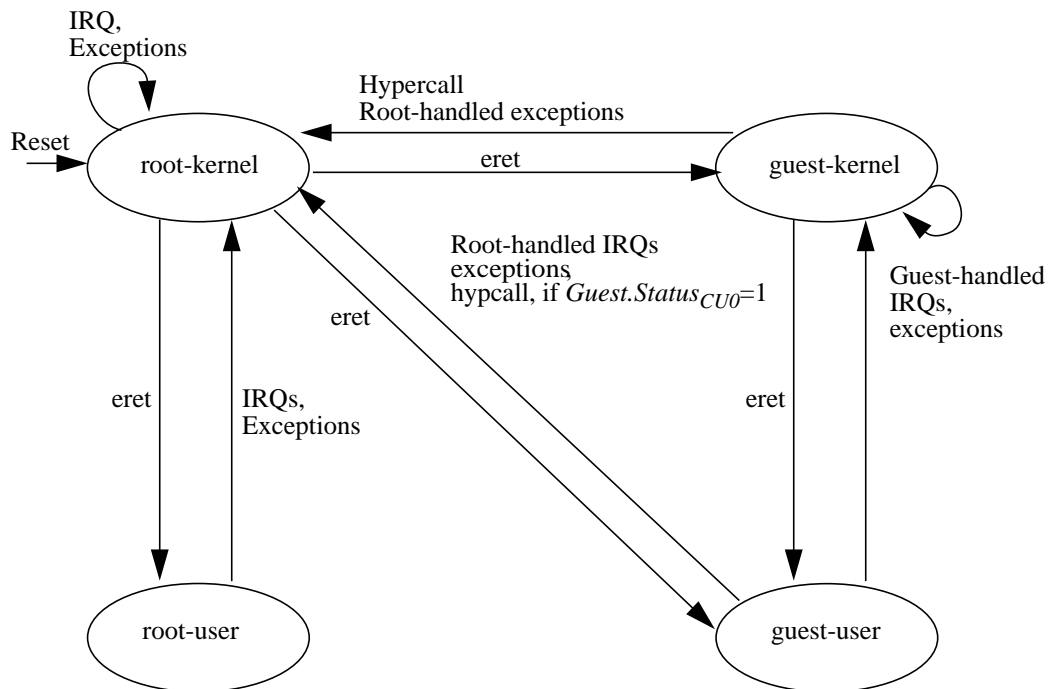 IRQ,
Exceptions
Hypercall
Root-handled exceptions
Reset
root-kernel
eret
guest-kernel
Root-handled IRQs
exceptions,
hypcall, if Guest.Status_CU0=1
eret
Guest-handled
IRQs,
exceptions
eret
IRQs,
Exceptions
eret
root-user
guest-user